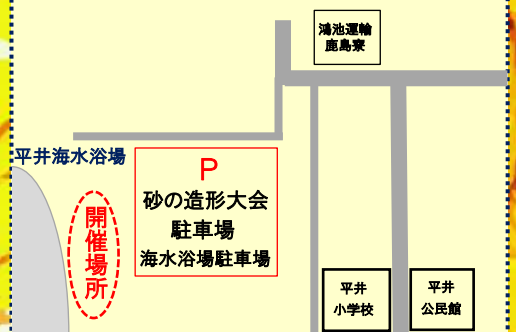 鴻池運輸
鹿島寮
平井海水浴場
P
砂の造形大会
駐車場
海水浴場駐車場
開催場所
平井
小学校
平井
公民館